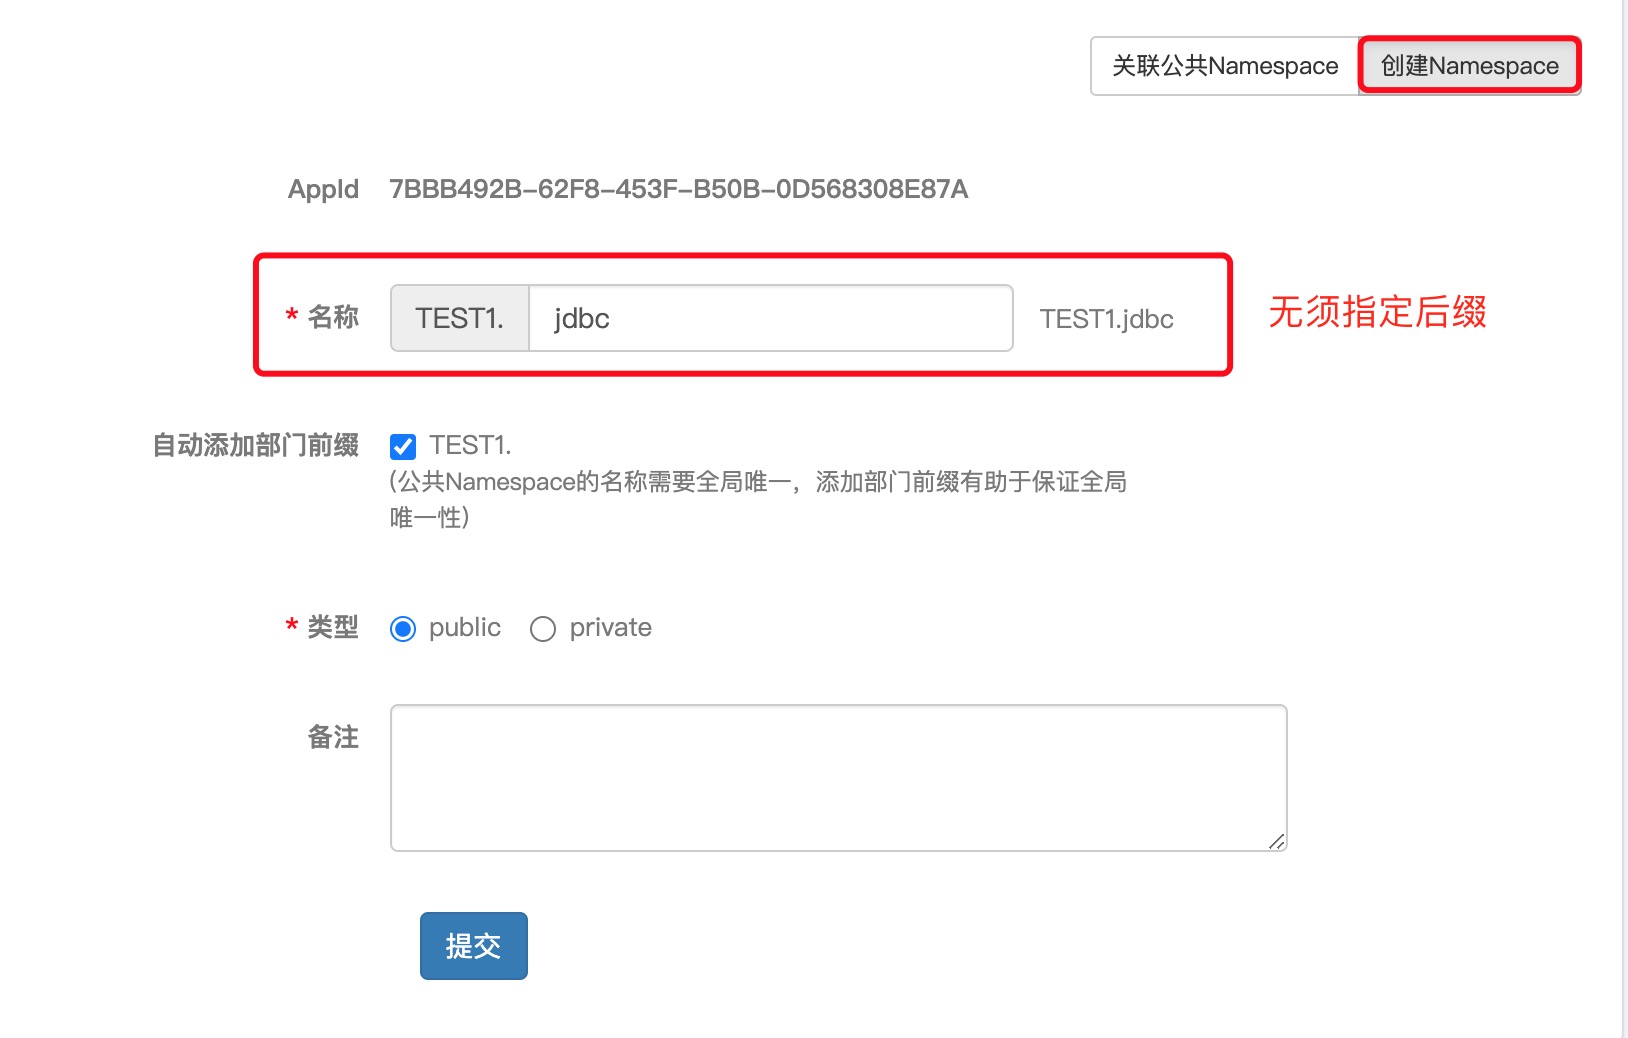 关联公共Namespace 创建Namespace
AppId 7BBB492B-62F8-453F-B50B-0D568308E87A
* 名称 TEST1. jdbc TEST1.jdbc 无须指定后缀
自动添加部门前缀 TEST1.
(公共Namespace的名称需要全局唯一，添加部门前缀有助于保证全局
唯一性)
* 类型 public private
备注
提交